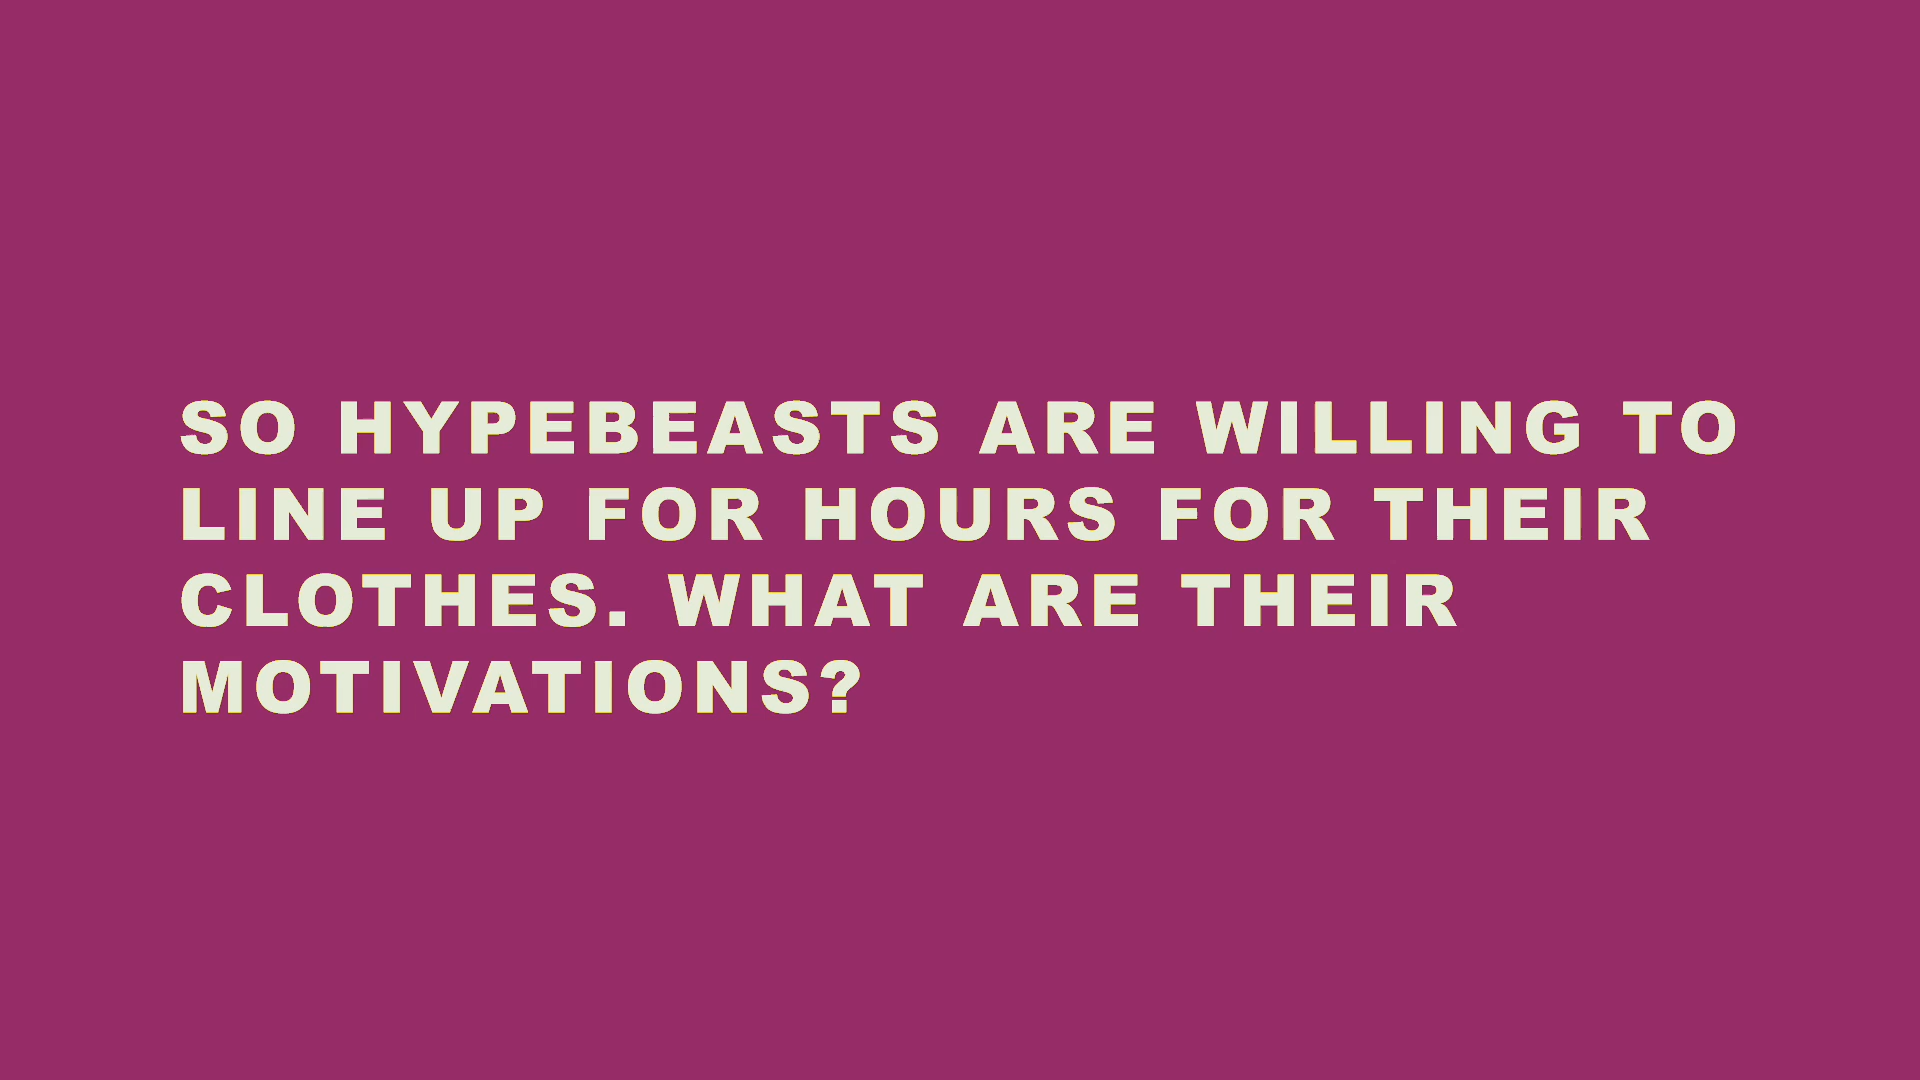 SO HYPEBEASTS ARE WILLING TO
LINE UP FOR HOURS FOR THEIR
CLOTHES. WHAT ARE THEIR
MOTIVATIONS?